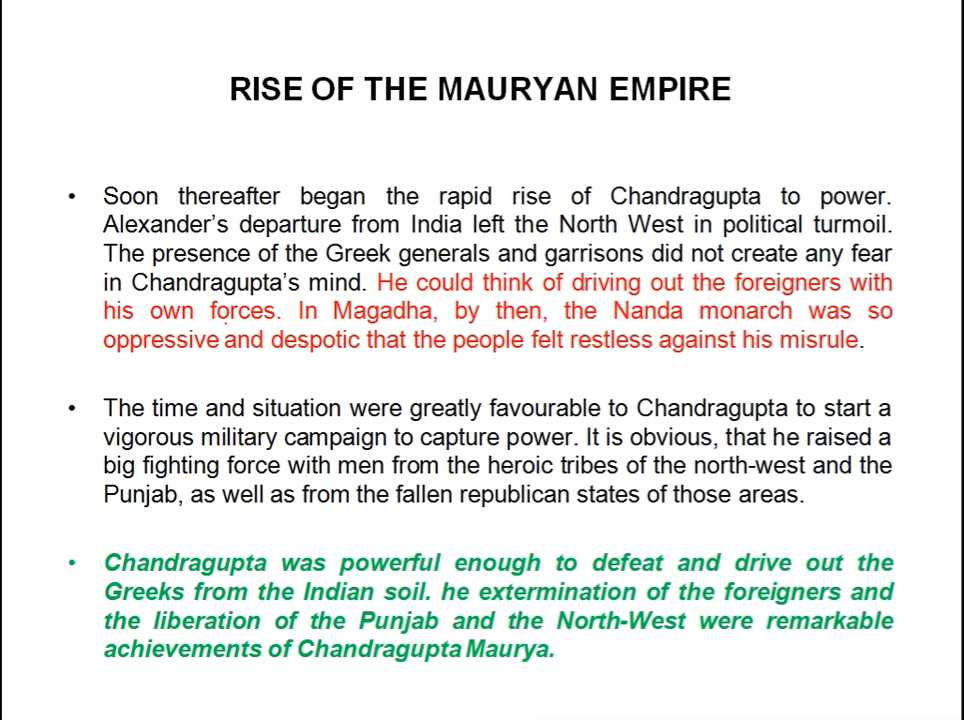 RISE OF THE MAURYAN EMPIRE
• Soon thereafter began the rapid rise of Chandragupta to power.
Alexander’s departure from India left the North West in political turmoil.
The presence of the Greek generals and garrisons did not create any fear
in Chandragupta’s mind. He could think of driving out the foreigners with
his own forces. In Magadha, by then, the Nanda monarch was so
oppressive and despotic that the people felt restless against his misrule.
• The time and situation were greatly favourable to Chandragupta to start a
vigorous military campaign to capture power. It is obvious, that he raised a
big fighting force with men from the heroic tribes of the north-west and the
Punjab, as well as from the fallen republican states of those areas.
• Chandragupta was powerful enough to defeat and drive out the
Greeks from the Indian soil. he extermination of the foreigners and
the liberation of the Punjab and the North-West were remarkable
achievements of Chandragupta Maurya.